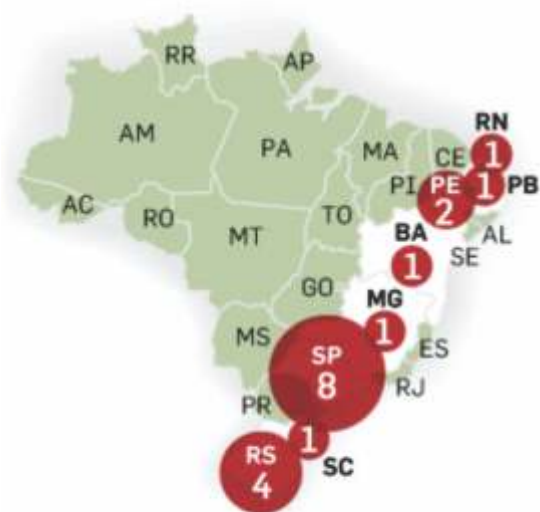 RR
AP
RN
1
AM
PA
MA
CE
PI
PE
2
1
PB
AC
RO
TO
AL
MT
BA
SE
1
GO
MG
1
MS
SP
8
ES
RJ
PR
1
SC
RS
4